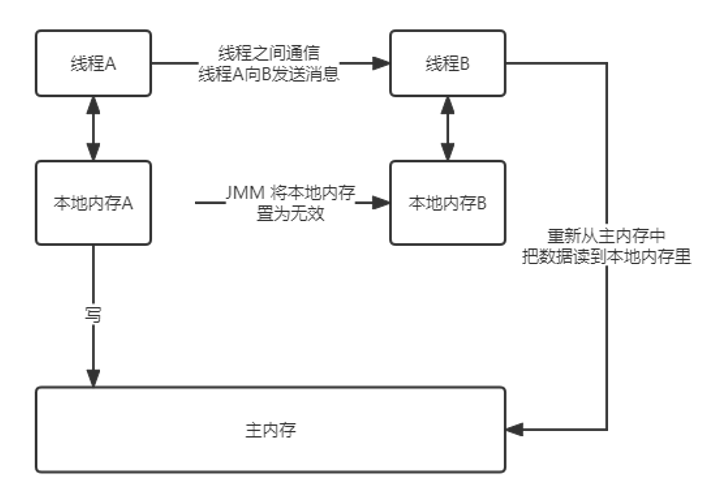 线程A
线程之间通信
线程A向B发送消息
线程B
本地内存A
JMM 将本地内存
置为无效
本地内存B
重新从主内存中
把数据读到本地内存里
写
主内存